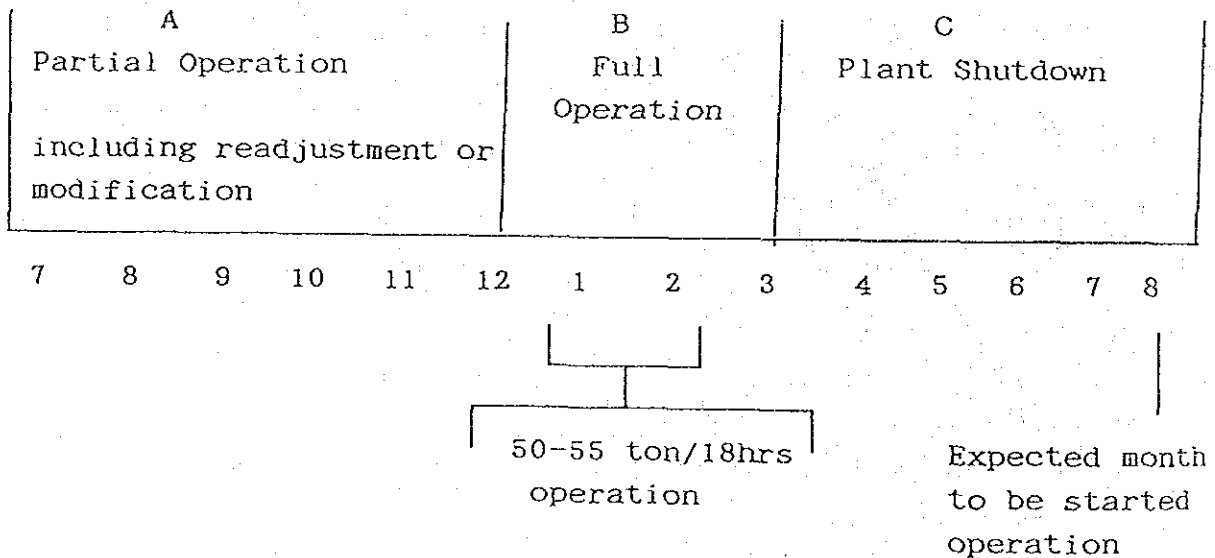 A B C
Partial Operation Full Plant Shutdown
Operation
including readjustment or
modification
7 8 9 10 11 12 1 2 3 4 5 6 7 8
50-55 ton/18hrs Expected month
operation to be started
operation